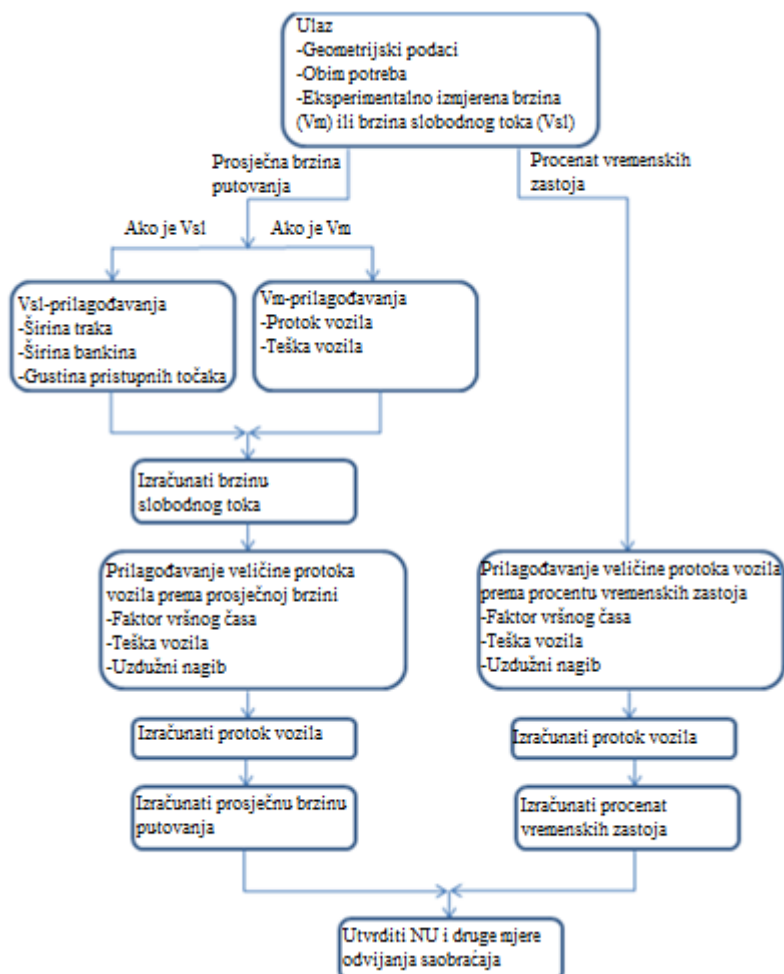 Ulaz
-Geometrijski podaci
-Obim potreba
-Eksperimentalno izmjerena brzina
(Vm) ili brzina slobodnog toka (Vsl)
Prosječna brzina
putovanja
Procenat vremenskih
zastoja
Ako je Vsl
Ako je Vm
Vsl-prilagođavanja
-Širina traka
-Širina bankina
-Gustina pristupnih točaka
Vm-prilagođavanja
-Protok vozila
-Teška vozila
Izračunati brzinu
slobodnog toka
Prilagođavanje veličine protoka
vozila prema prosječnoj brzini
-Faktor vršnog časa
-Teška vozila
-Uzdužni nagib
Prilagođavanje veličine protoka vozila
prema procentu vremenskih zastoja
-Faktor vršnog časa
-Teška vozila
-Uzdužni nagib
Izračunati protok vozila
Izračunati protok vozila
Izračunati prosječnu brzinu
putovanja
Izračunati procenat
vremenskih zastoja
Utvrditi NU i druge mjere
odvijanja saobraćaja